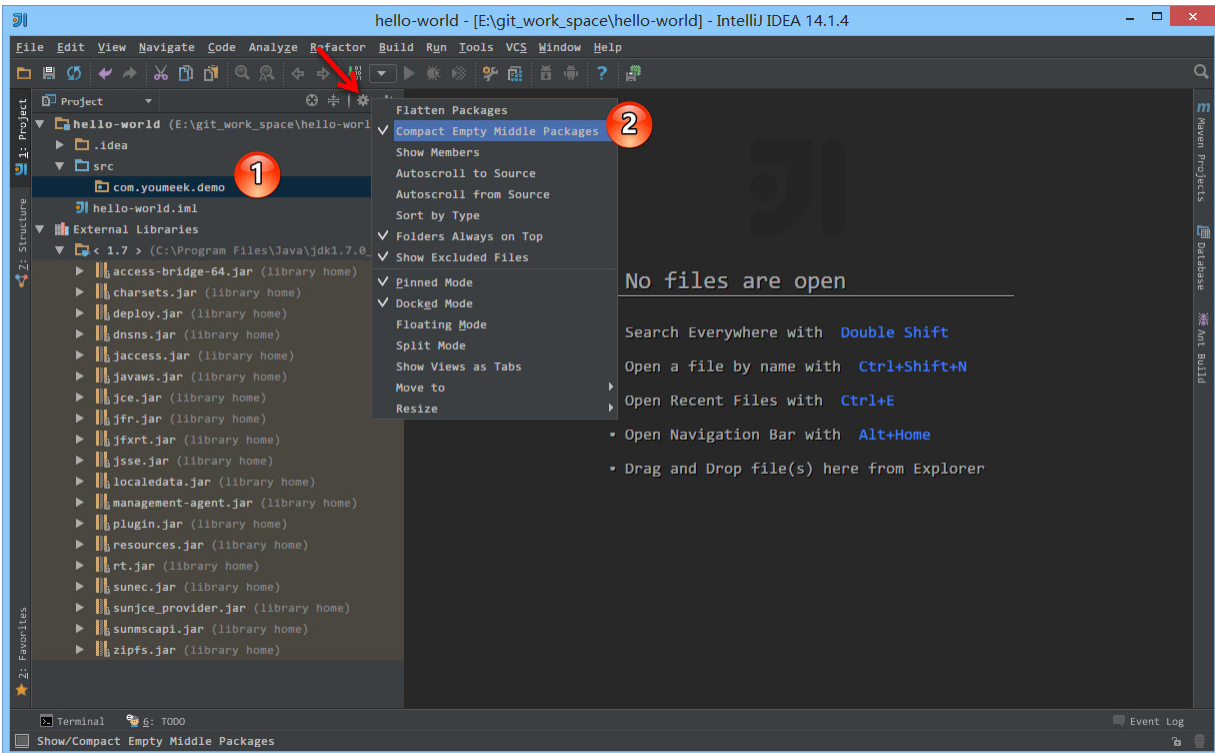 hello-world - [E:\git_work_space\hello-world] - IntelliJ IDEA 14.1.4
File Edit View Navigate Code Analyze Refactor Build Run Tools VCS Window Help
1: Project
Z: Structure
2: Favorites
Project
hello-world (E:\git_work_space\hello-worl
.idea
src
com.youmeek.demo
1
hello-world.iml
External Libraries
< 1.7 > (C:\Program Files\Java\jdk1.7.0_
access-bridge-64.jar (library home)
charsets.jar (library home)
deploy.jar (library home)
dnsns.jar (library home)
jaccess.jar (library home)
javaws.jar (library home)
jce.jar (library home)
jfr.jar (library home)
jfxrt.jar (library home)
jsse.jar (library home)
localedata.jar (library home)
management-agent.jar (library home)
plugin.jar (library home)
resources.jar (library home)
rt.jar (library home)
sunec.jar (library home)
sunjce_provider.jar (library home)
sunmscapi.jar (library home)
zipfs.jar (library home)
Flatten Packages
Compact Empty Middle Packages
2
Show Members
Autoscroll to Source
Autoscroll from Source
Sort by Type
Folders Always on Top
Show Excluded Files
Pinned Mode
Docked Mode
Floating Mode
Split Mode
Show Views as Tabs
Move to
Resize
No files are open
Search Everywhere with Double Shift
Open a file by name with Ctrl+Shift+N
Open Recent Files with Ctrl+E
• Open Navigation Bar with Alt+Home
• Drag and Drop file(s) here from Explorer
m Maven Projects
Database
Ant Build
Terminal
6: TODO
Event Log
Show/Compact Empty Middle Packages